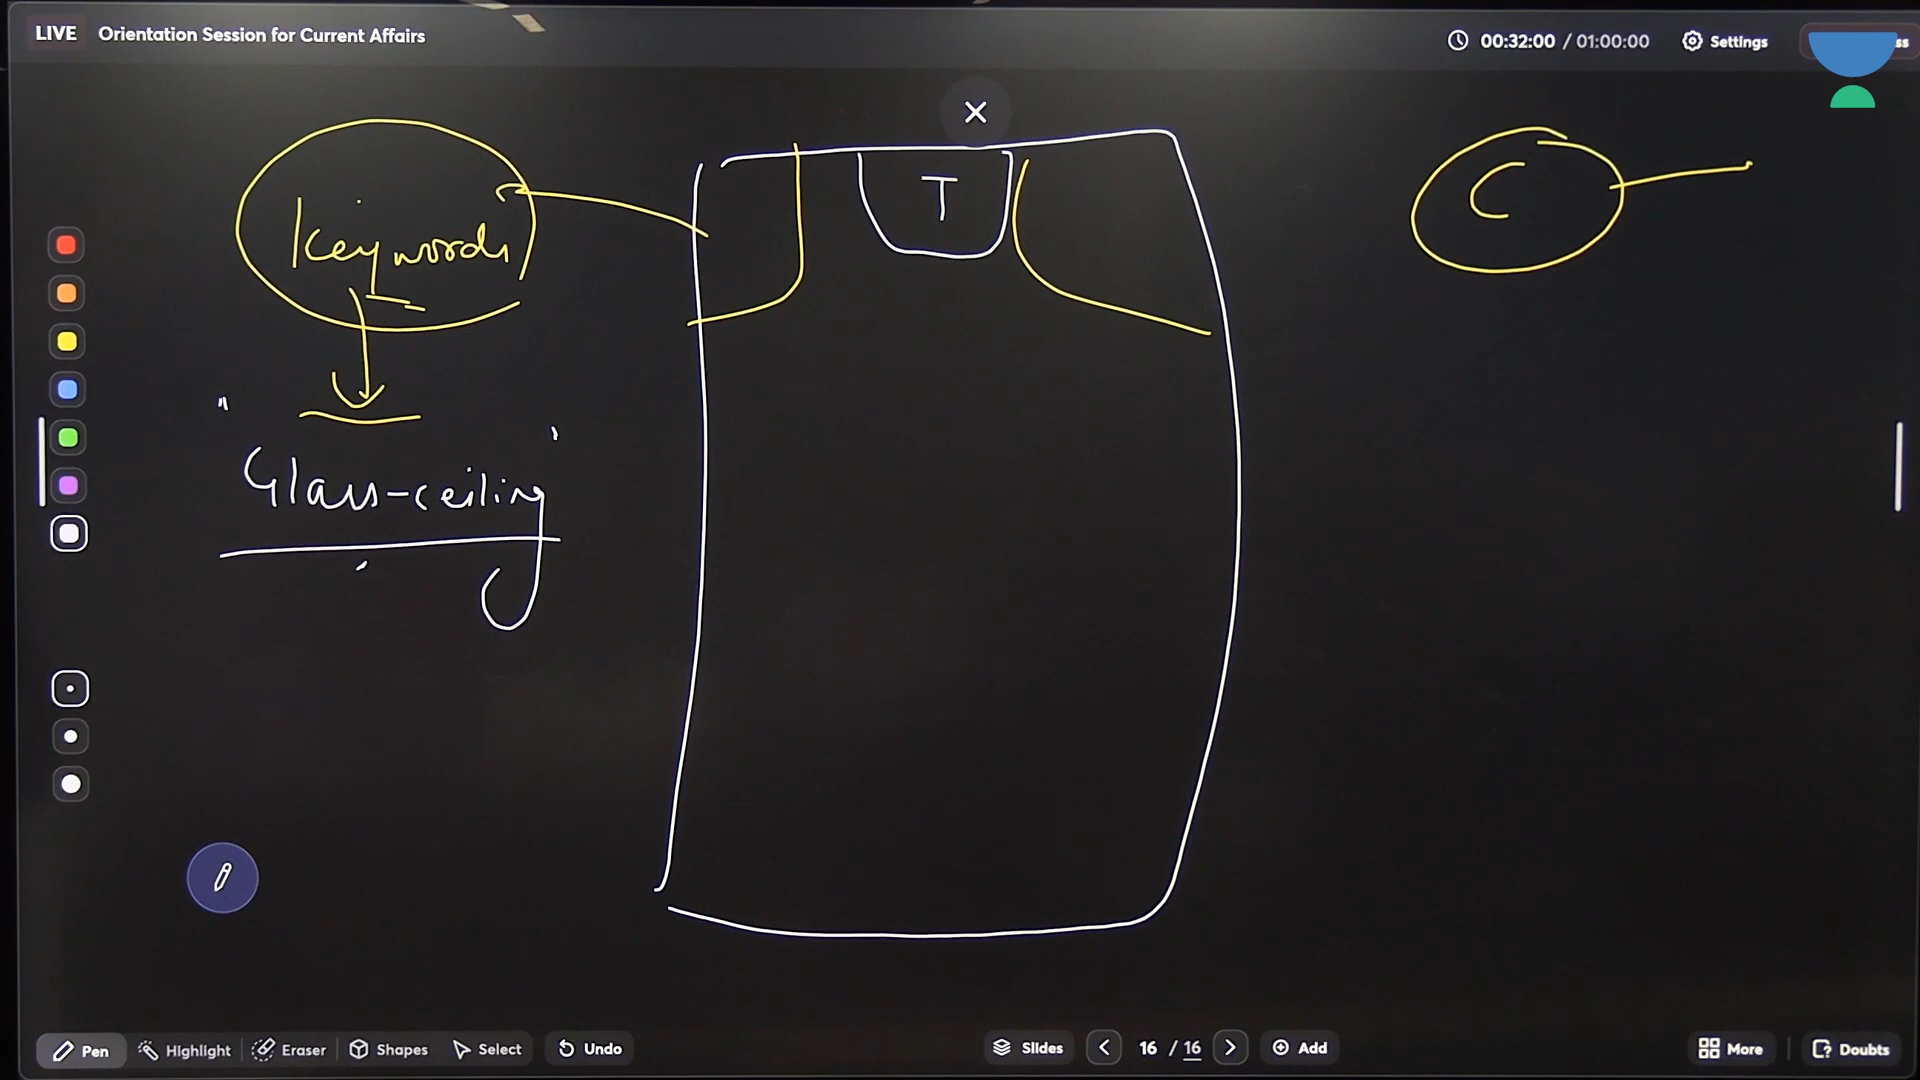 LIVE Orientation Session for Current Affairs
00:32:00 / 01:00:00 Settings
ss
T
C
Keywords
"Glass-ceiling"
Pen Highlight Eraser Shapes Select Undo
Slides 16 / 16 Add
More Doubts